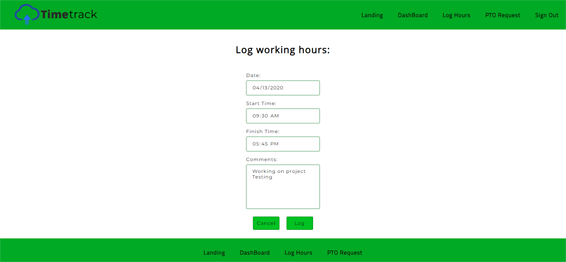 Timetrack
Landing DashBoard Log Hours PTO Request Sign Out
Log working hours:
Date:
04/13/2020
Start Time:
09:30 AM
Finish Time:
05:45 PM
Comments:
Working on project
Testing
Cancel Log
Landing DashBoard Log Hours PTO Request